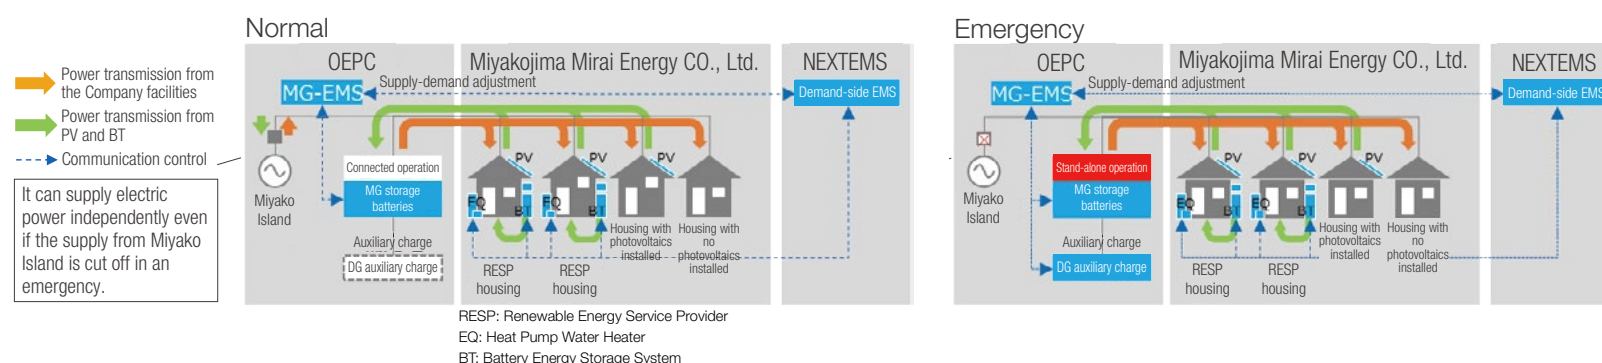 Power transmission from
the Company facilities
Power transmission from
PV and BT
Communication control
It can supply electric
power independently even
if the supply from Miyako
Island is cut off in an
emergency.
Normal
OEPC
Miyakojima Mirai Energy CO., Ltd.
NEXTEMS
MG-EMS
Supply-demand adjustment
Demand-side EMS
Miyako
Island
Connected operation
MG storage
batteries
Auxiliary charge
DG auxiliary charge
PV
PV
EQ
BT
EQ
BT
RESP
housing
RESP
housing
Housing with
photovoltaics
installed
Housing with
no
photovoltaics
installed
RESP: Renewable Energy Service Provider
EQ: Heat Pump Water Heater
BT: Battery Energy Storage System
Emergency
OEPC
Miyakojima Mirai Energy CO., Ltd.
NEXTEMS
MG-EMS
Supply-demand adjustment
Demand-side EMS
Miyako
Island
Stand-alone operation
MG storage
batteries
Auxiliary charge
DG auxiliary charge
PV
PV
PV
EQ
BT
EQ
BT
RESP
housing
RESP
housing
Housing with
photovoltaics
installed
Housing with
no
photovoltaics
installed
PV